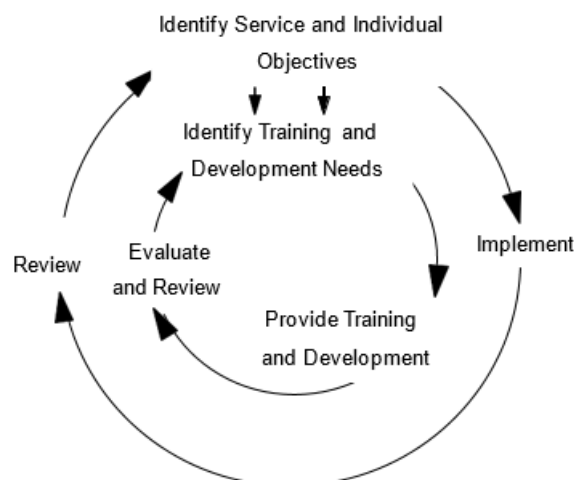 Identify Service and Individual
Objectives
Identify Training and
Development Needs
Implement
Evaluate
and Review
Review
Provide Training
and Development